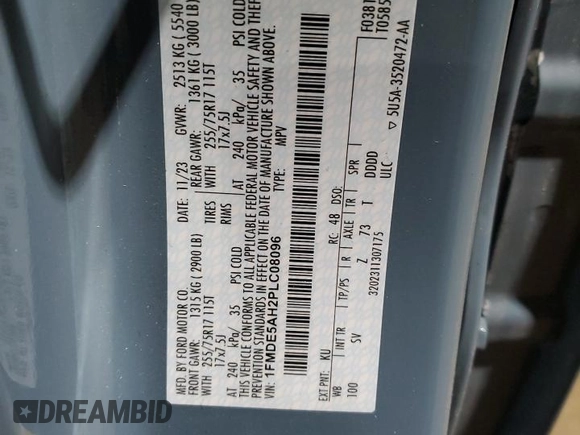 MFD. BY FORD MOTOR CO.
DATE: 11/23
GVWR: 2513 KG ( 5540
FRONT GAWR: 1315 KG ( 2900 LB)
REAR GAWR: 1361 KG ( 3000 LB)
WITH 255/75R17 115T TIRES WITH 255/75R17 115T
17x7.5J RIMS 17x7.5J
AT 240 kPa/ 35 PSI COLD AT 240 kPa/ 35 PSI COLD
THIS VEHICLE CONFORMS TO ALL APPLICABLE FEDERAL MOTOR VEHICLE SAFETY AND THEFT
PREVENTION STANDARDS IN EFFECT ON THE DATE OF MANUFACTURE SHOWN ABOVE.
VIN: 1FMDE5AH2PLC08096
MPV
F0381
T0585
EXT PNT: KU RC: 48 DSO:
WB INT TR TP/PS R AXLE TR SPR
100 SV Z 73 T DDDD
ULC
3202311307175
▽ 5U5A-3520472-AA
DREAMBID